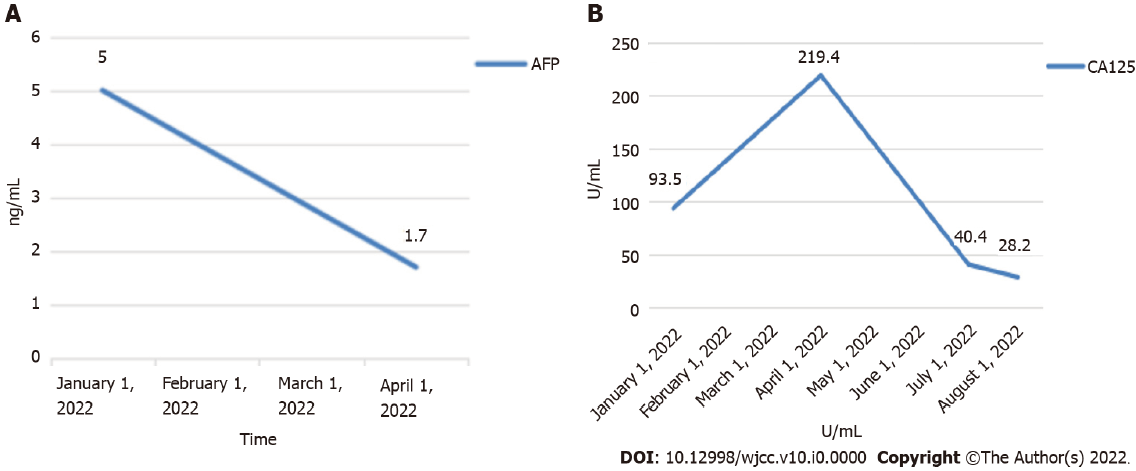 A
6
5
4
3
2
1
0
ng/mL
5
1.7
AFP
January 1, 2022
February 1, 2022
March 1, 2022
April 1, 2022
Time
B
250
200
150
100
50
0
U/mL
93.5
219.4
40.4
28.2
CA125
January 1, 2022
February 1, 2022
March 1, 2022
April 1, 2022
May 1, 2022
June 1, 2022
July 1, 2022
August 1, 2022
U/mL
DOI: 10.12998/wjcc.v10.i0.0000 Copyright ©The Author(s) 2022.